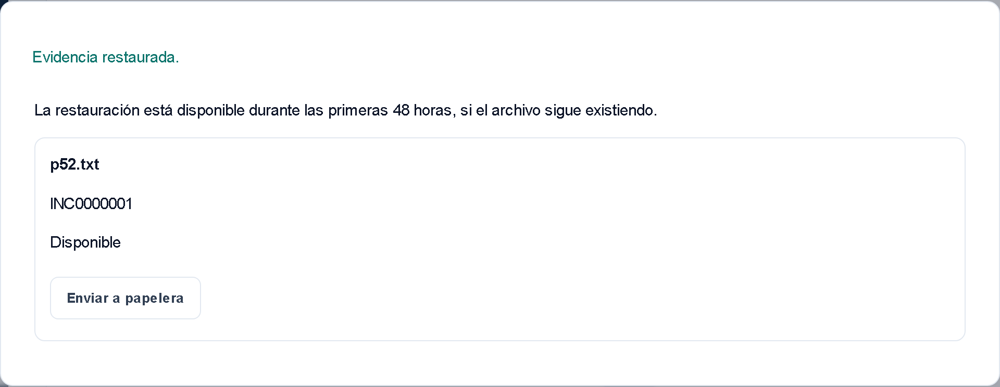 Evidencia restaurada.
La restauración está disponible durante las primeras 48 horas, si el archivo sigue existiendo.
p52.txt
INC0000001
Disponible
Enviar a papelera